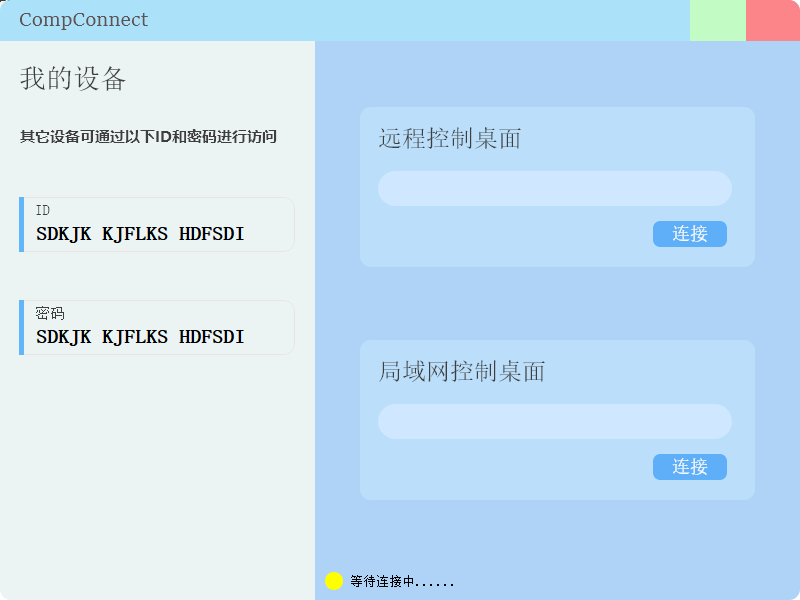 CompConnect
我的设备
其它设备可通过以下ID和密码进行访问
ID
SDKJK KJFLKS HDFSDI
密码
SDKJK KJFLKS HDFSDI
远程控制桌面
连接
局域网控制桌面
连接
等待连接中......